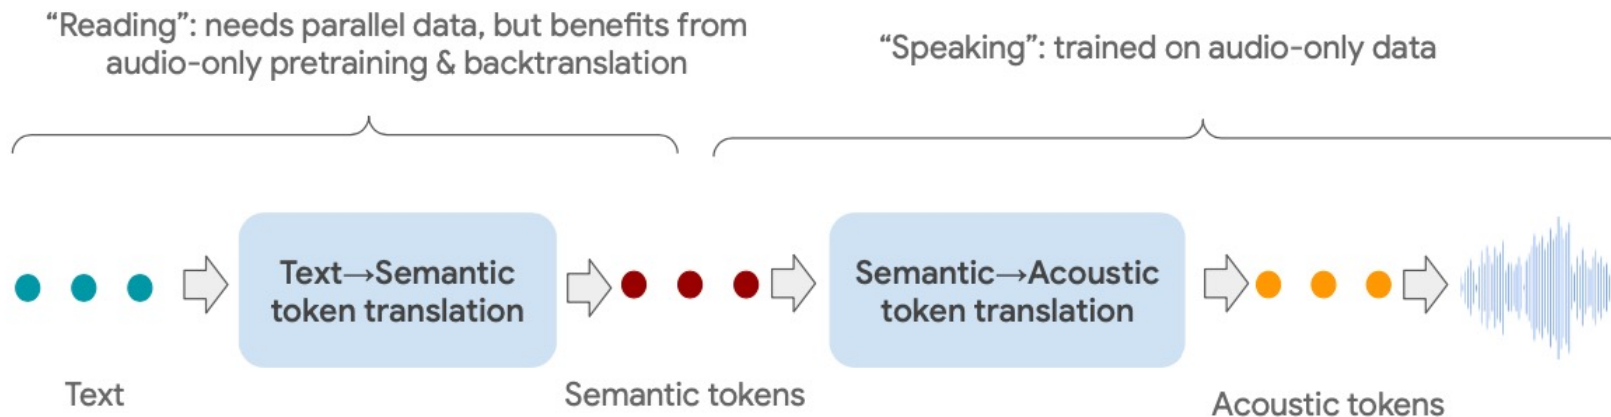 “Reading”: needs parallel data, but benefits from
audio-only pretraining & backtranslation
“Speaking”: trained on audio-only data
Text→Semantic
token translation
Semantic→Acoustic
token translation
Text
Semantic tokens
Acoustic tokens